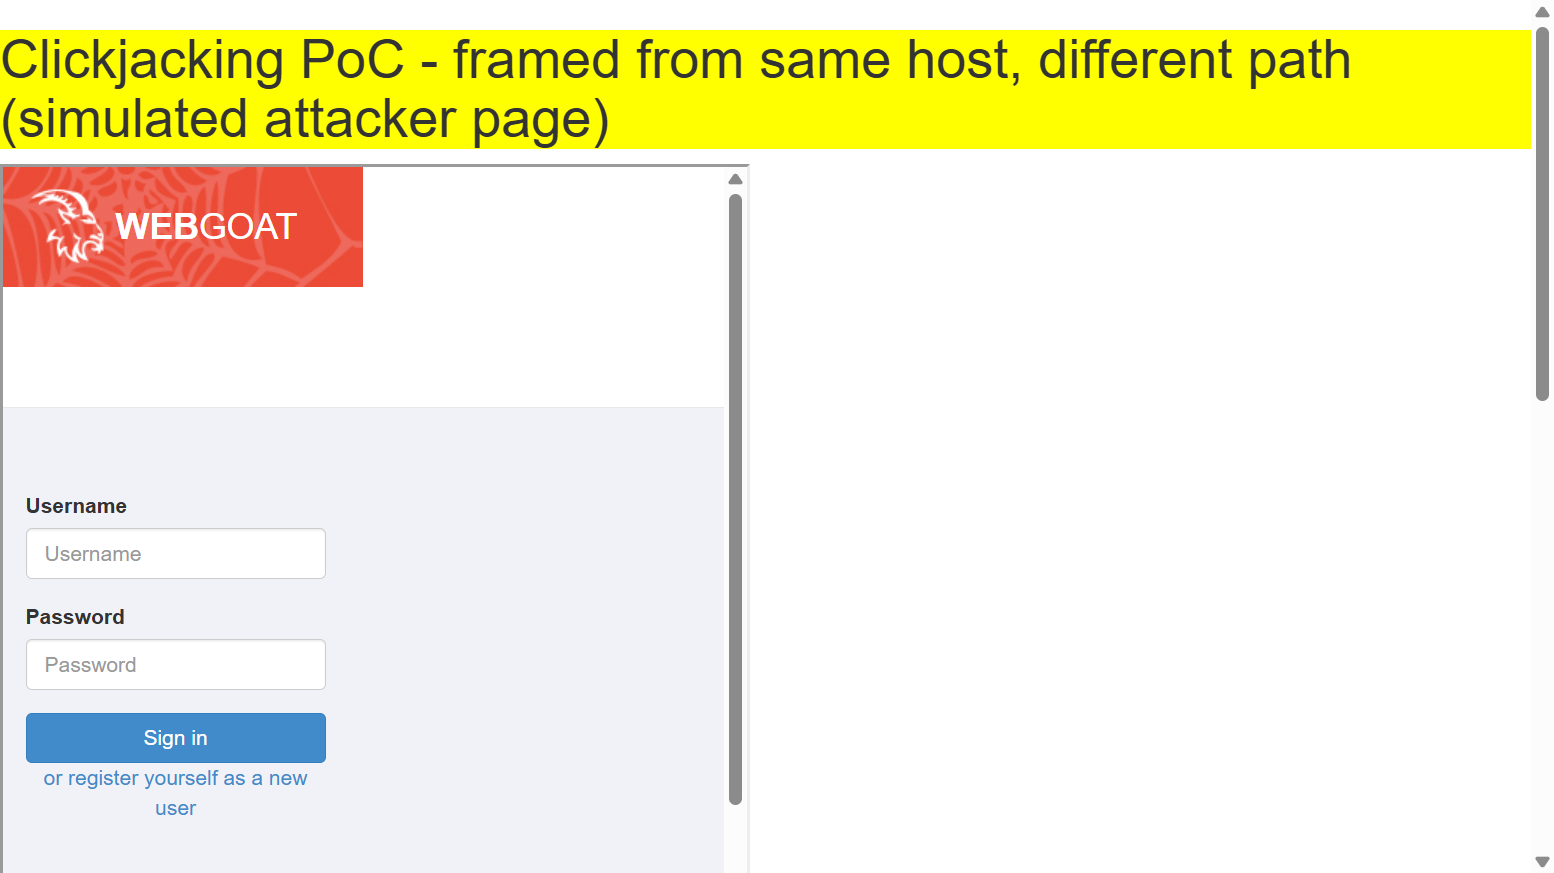 Clickjacking PoC - framed from same host, different path
(simulated attacker page)
WEBGOAT
Username
Username
Password
Password
Sign in
or register yourself as a new
user